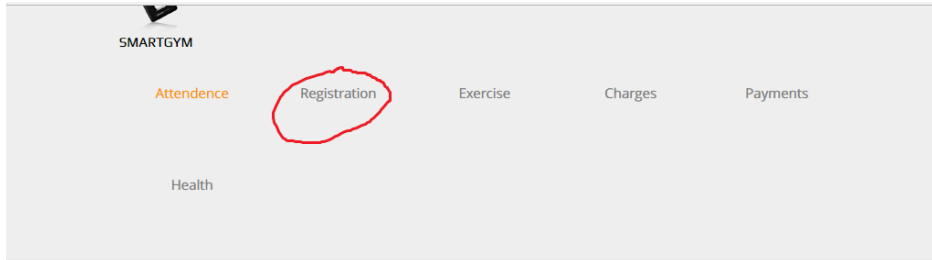 SMARTGYM
Attendence Registration Exercise Charges Payments
Health